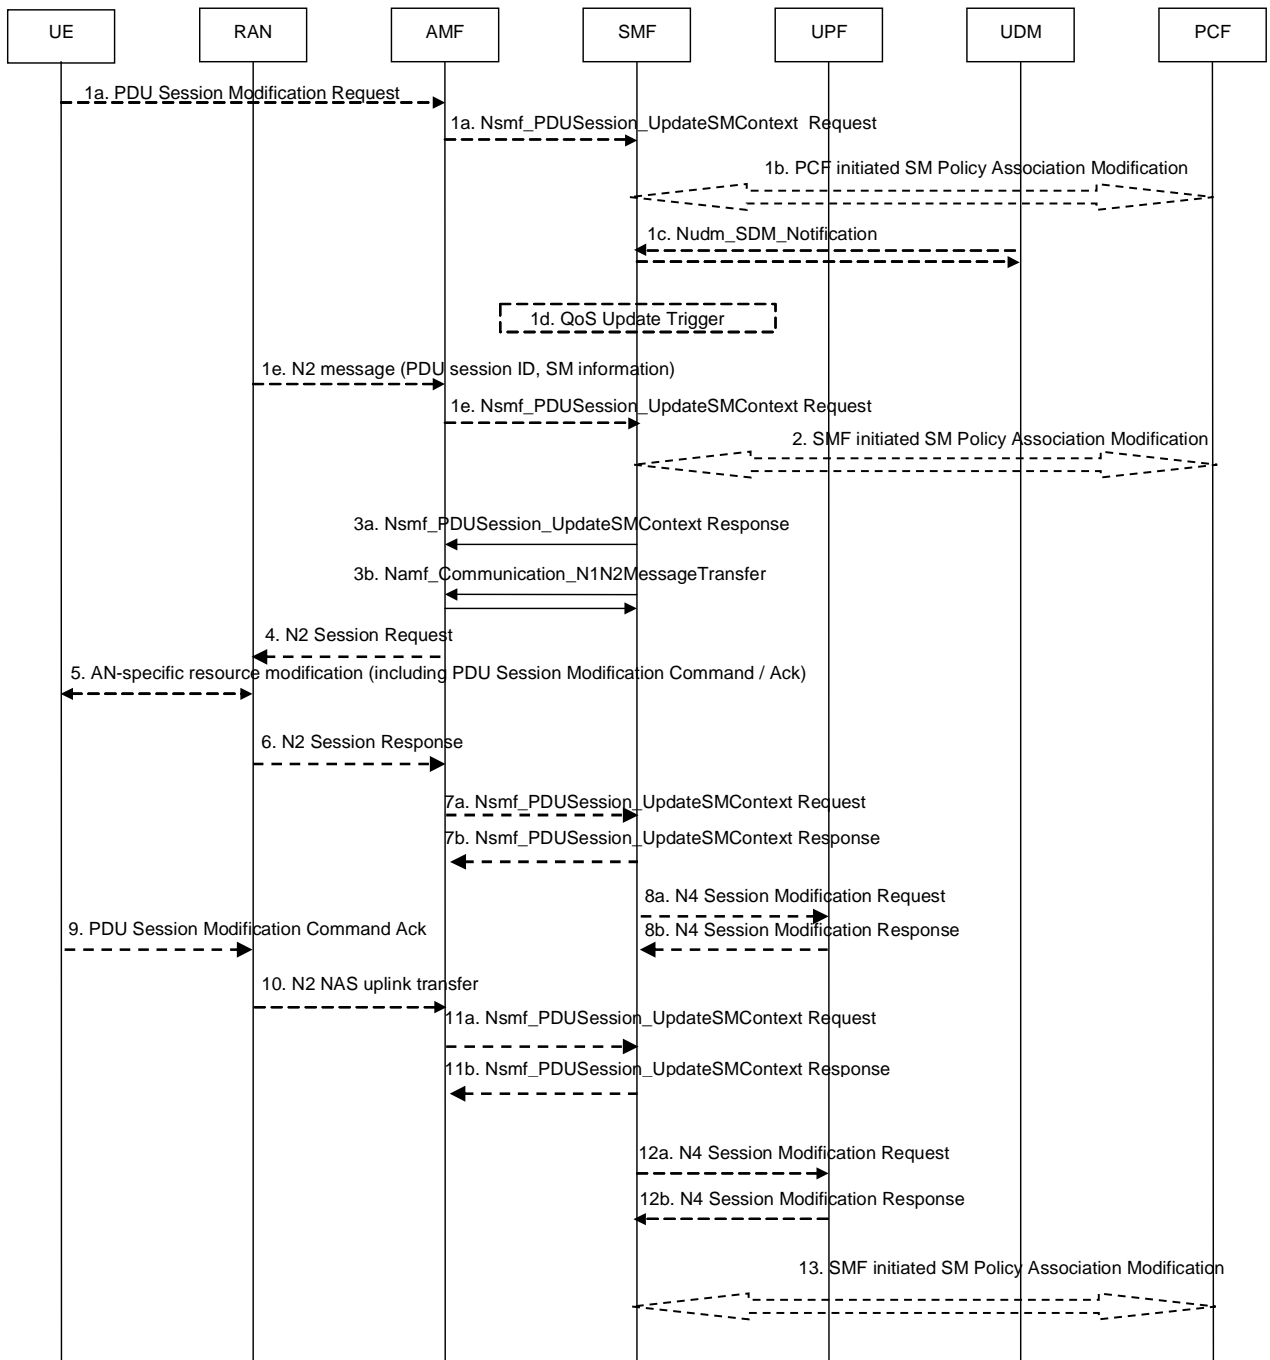 UE RAN AMF SMF UPF UDM PCF
1a. PDU Session Modification Request
1a. Nsmf_PDUSession_UpdateSMContext Request
1b. PCF initiated SM Policy Association Modification
1c. Nudm_SDM_Notification
1d. QoS Update Trigger
1e. N2 message (PDU session ID, SM information)
1e. Nsmf_PDUSession_UpdateSMContext Request
2. SMF initiated SM Policy Association Modification
3a. Nsmf_PDUSession_UpdateSMContext Response
3b. Namf_Communication_N1N2MessageTransfer
4. N2 Session Request
5. AN-specific resource modification (including PDU Session Modification Command / Ack)
6. N2 Session Response
7a. Nsmf_PDUSession_UpdateSMContext Request
7b. Nsmf_PDUSession_UpdateSMContext Response
8a. N4 Session Modification Request
9. PDU Session Modification Command Ack
8b. N4 Session Modification Response
10. N2 NAS uplink transfer
11a. Nsmf_PDUSession_UpdateSMContext Request
11b. Nsmf_PDUSession_UpdateSMContext Response
12a. N4 Session Modification Request
12b. N4 Session Modification Response
13. SMF initiated SM Policy Association Modification